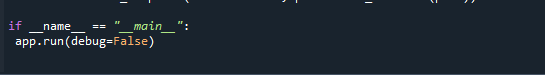 if __name__ == "__main__":
 app.run(debug=False)